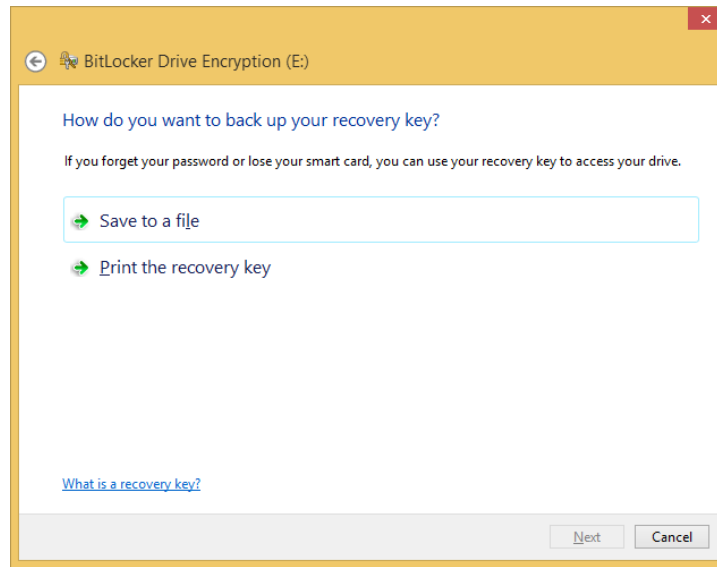 BitLocker Drive Encryption (E:)
How do you want to back up your recovery key?
If you forget your password or lose your smart card, you can use your recovery key to access your drive.
Save to a file
Print the recovery key
What is a recovery key?
Next
Cancel